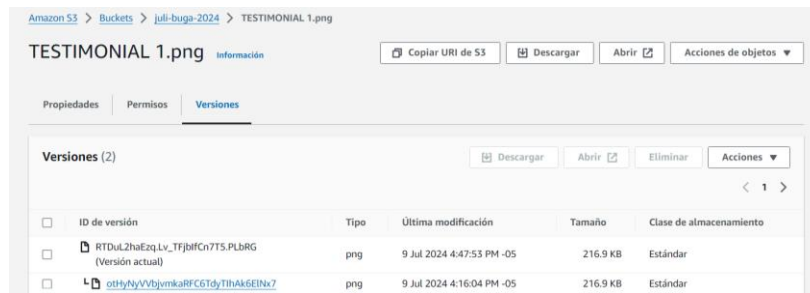 Amazon S3 > Buckets > juli-buga-2024 > TESTIMONIAL 1.png
TESTIMONIAL 1.png Información
Copiar URI de S3 Descargar Abrir Acciones de objetos
Propiedades Permisos Versiones
Versiones (2) Descargar Abrir Eliminar Acciones
< 1 >
ID de versión Tipo Última modificación Tamaño Clase de almacenamiento
RTDuL2haEzq.Lv_TFjbIfCn7T5.PLbRG
(Versión actual) png 9 Jul 2024 4:47:53 PM -05 216.9 KB Estándar
otHyNyVVbjvmkaRFC6TdyTIhAk6ElNx7 png 9 Jul 2024 4:16:04 PM -05 216.9 KB Estándar